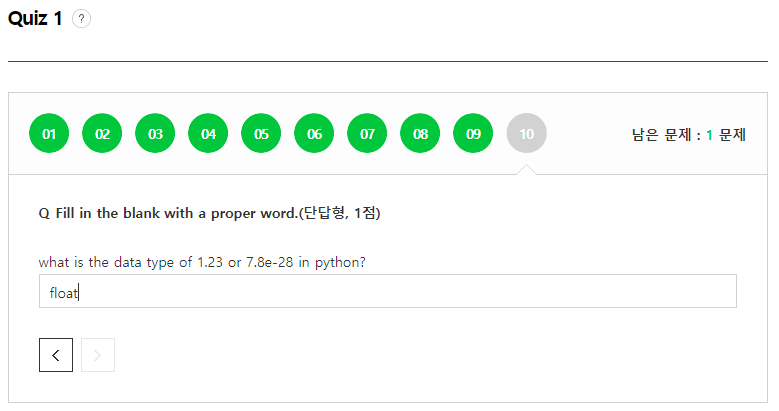 Quiz 1 ?
01 02 03 04 05 06 07 08 09 10 남은 문제 : 1 문제
Q Fill in the blank with a proper word.(단답형, 1점)
what is the data type of 1.23 or 7.8e-28 in python?
float